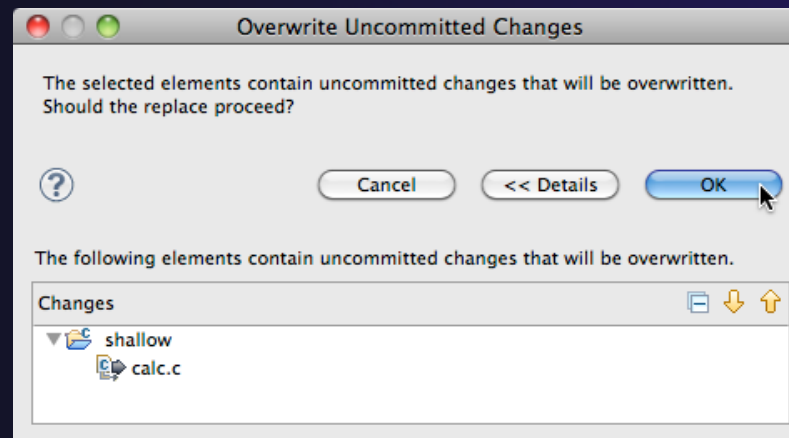 Overwrite Uncommitted Changes
The selected elements contain uncommitted changes that will be overwritten.
Should the replace proceed?
?
Cancel
<< Details
OK
The following elements contain uncommitted changes that will be overwritten.
Changes
shallow
calc.c